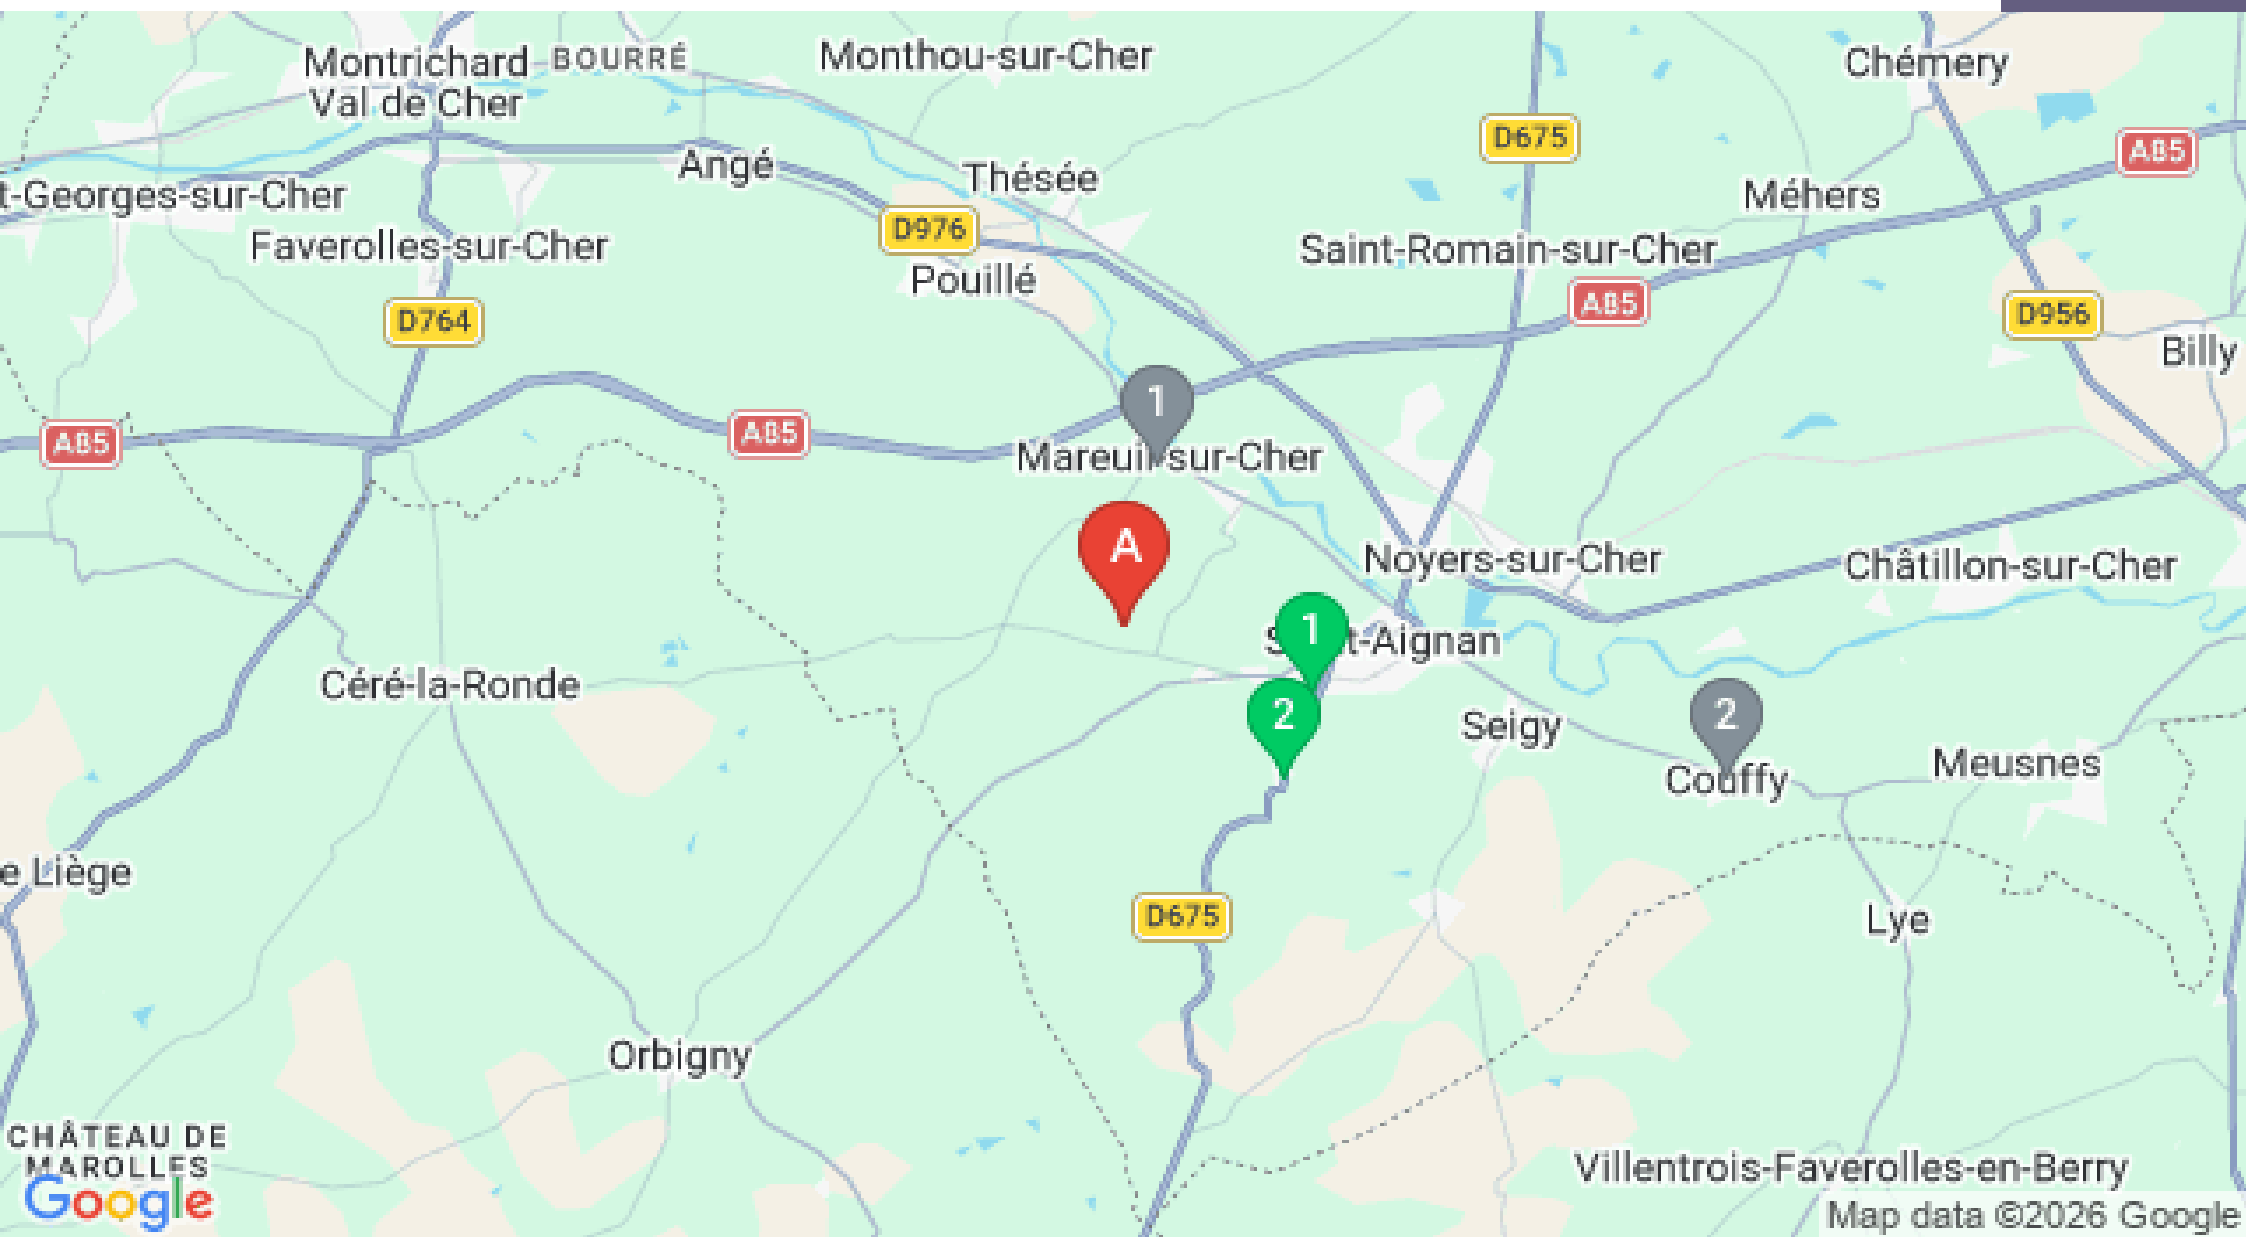 Montrichard
Val de Cher
BOURRÉ
Monthou-sur-Cher
Chémery
D675
A85
Angé
Thésée
Méhers
t-Georges-sur-Cher
D976
Faverolles-sur-Cher
Saint-Romain-sur-Cher
Pouillé
A85
D764
D956
Billy
1
A85
A85
Mareuil-sur-Cher
A
Noyers-sur-Cher
Châtillon-sur-Cher
1
t-Aignan
Céré-la-Ronde
2
Seigy
2
Couffy
Meusnes
e Liège
D675
Lye
Orbigny
CHÂTEAU DE
MAROLLES
Google
Villentrois-Faverolles-en-Berry
Map data ©2026 Google